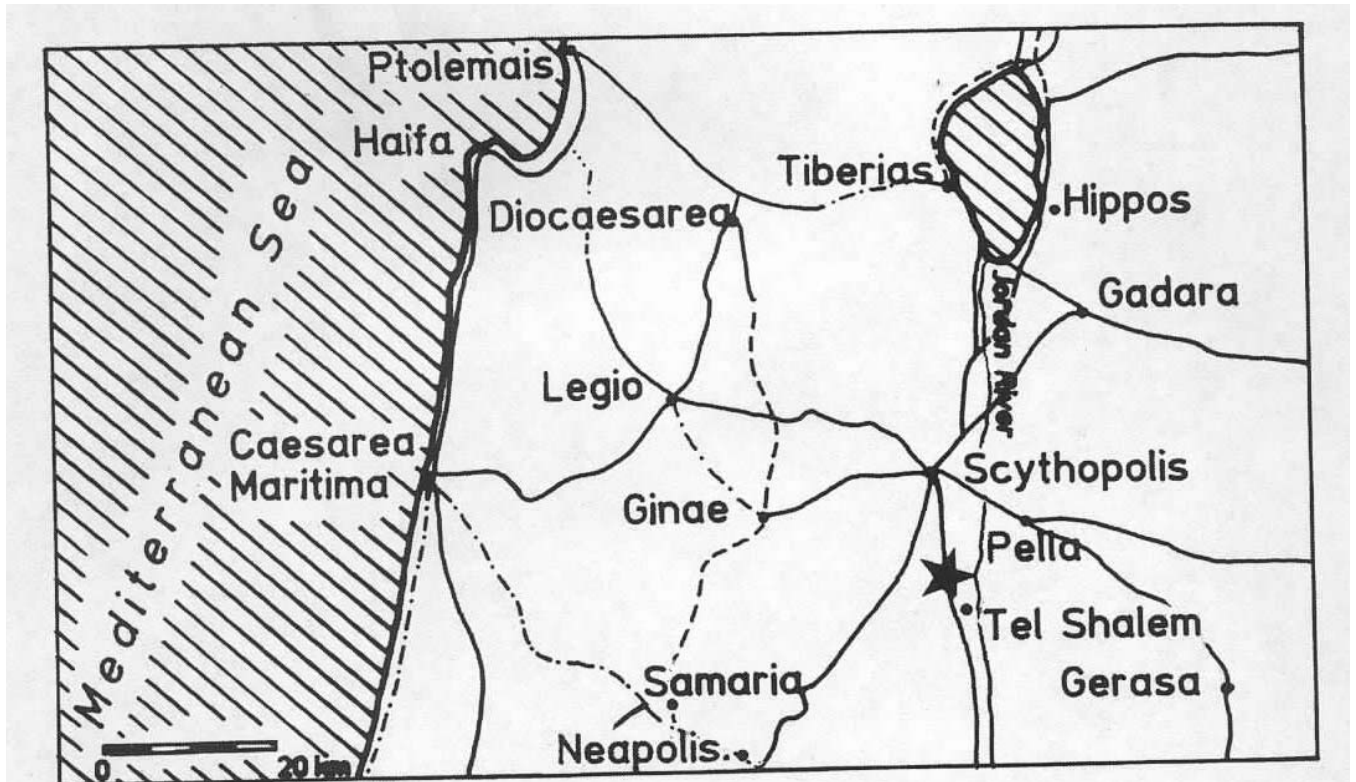 Ptolemais
Haifa
Mediterranean Sea
Tiberias
Diocaesarea
Hippos
Jordan River
Gadara
Legio
Caesarea
Maritima
Scythopolis
Ginae
Pella
Tel Shalem
Samaria
Gerasa
Neapolis
0 20 km